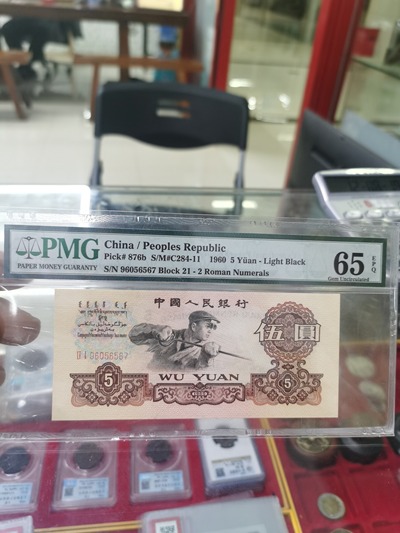 PMG
PAPER MONEY GUARANTY
China / Peoples Republic
Pick# 876b S/M#C284-11 1960 5 Yüan - Light Black
S/N 96056567 Block 21 - 2 Roman Numerals
65 EPQ
Gem Uncirculated
中國人民銀行
伍圓
96056567
5
WU YUAN
5